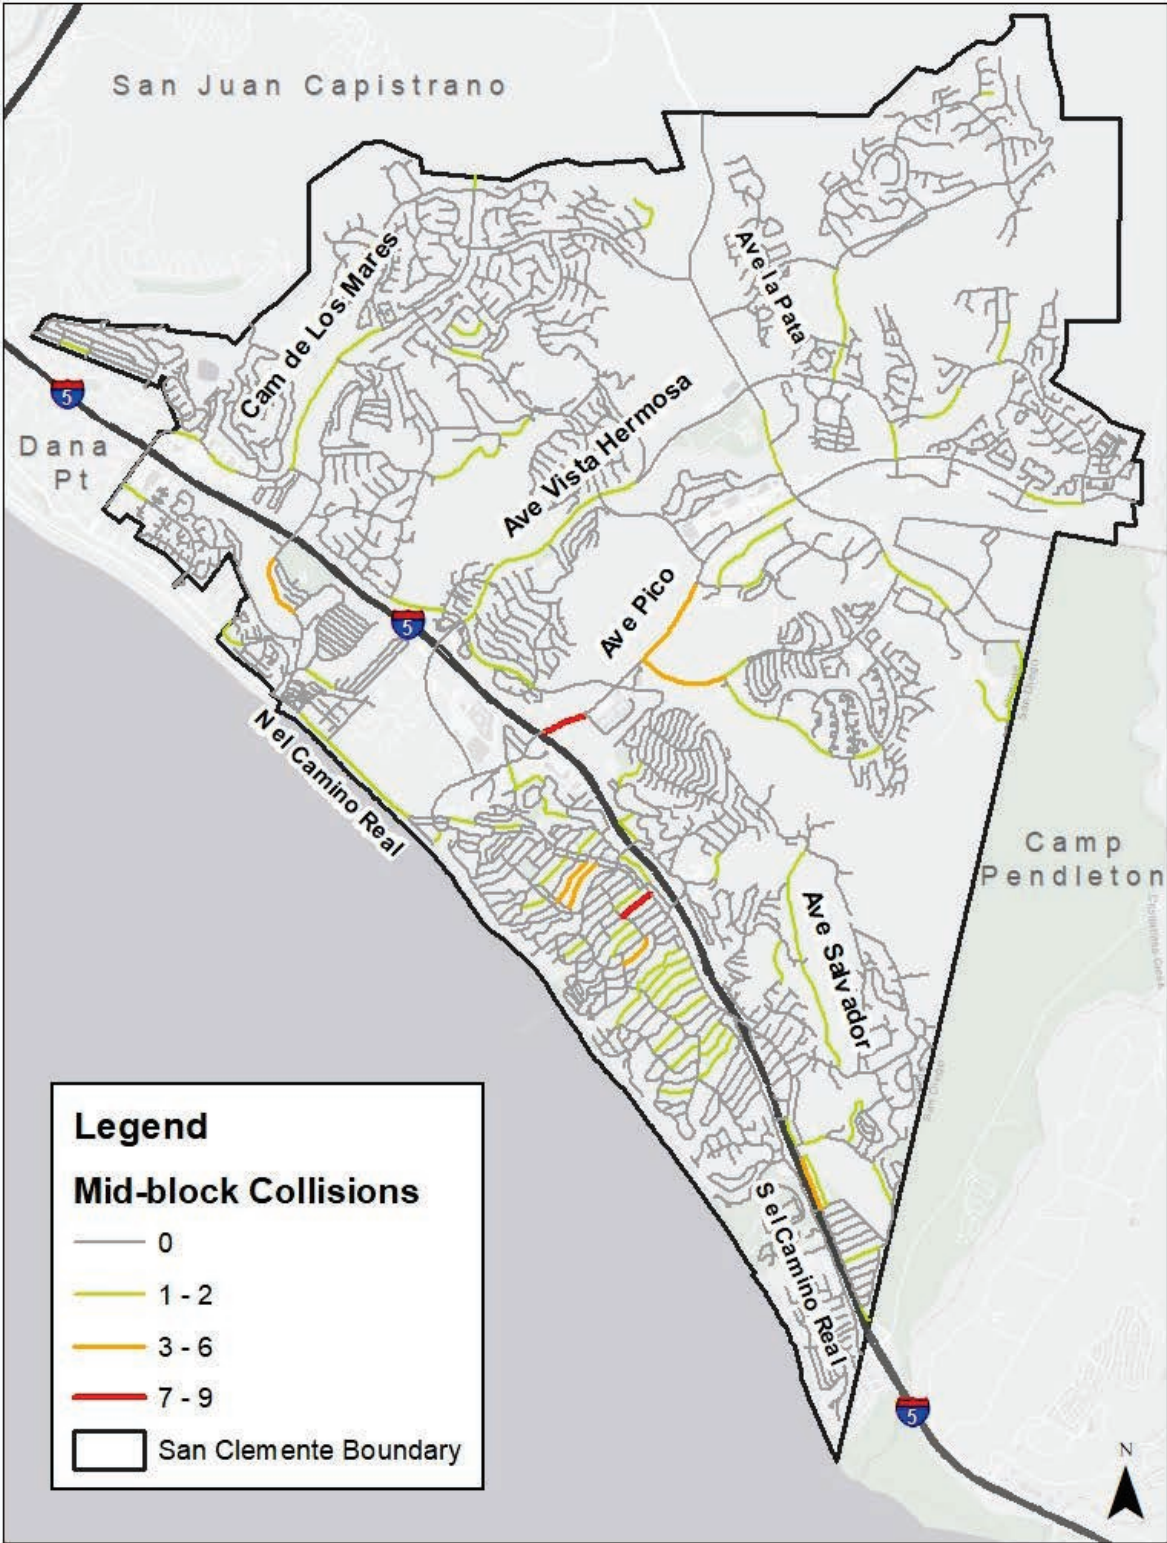 San Juan Capistrano
Cam de Los Mares
Ave la Pata
5
Dana
Pt
Ave Vista Hermosa
Ave Pico
5
N el Camino Real
Camp
Pendleton
Ave Salvador
S el Camino Real
Legend
Mid-block Collisions
0
1 - 2
3 - 6
7 - 9
San Clemente Boundary
5
N